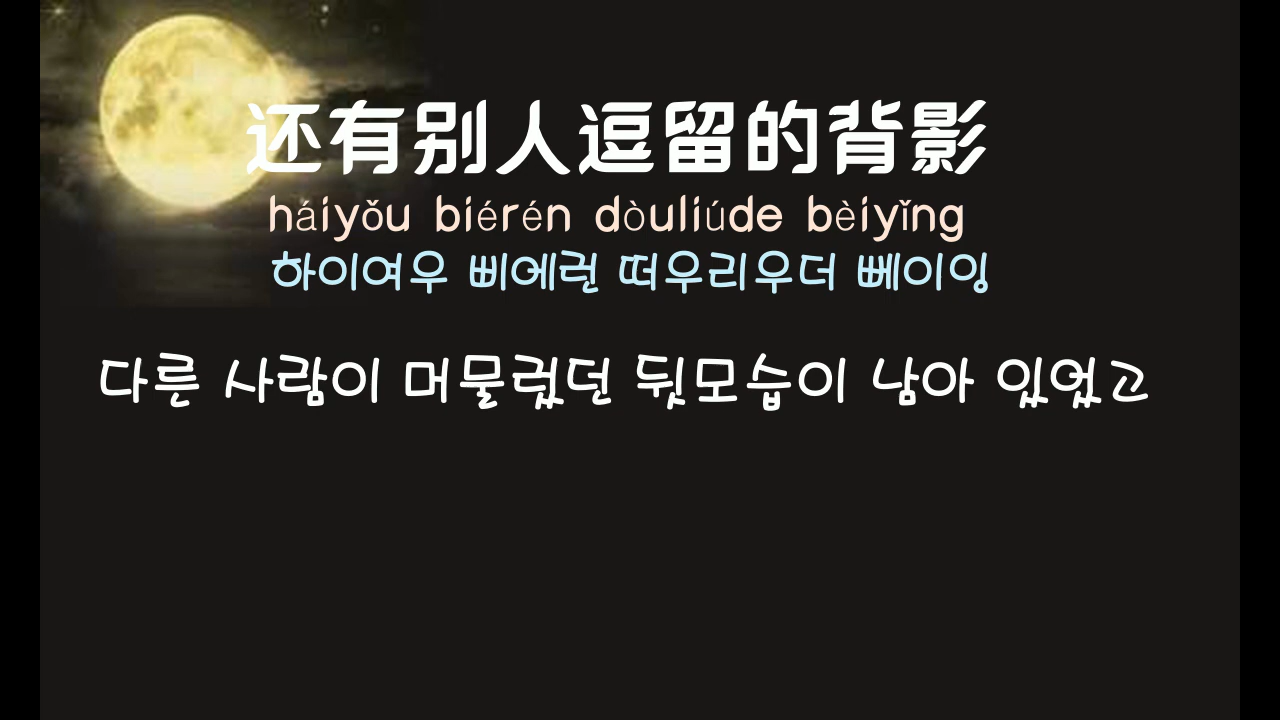 还有别人逗留的背影
háiyǒu biérén dòuliúde bèiyǐng
하이여우 삐에런 떠우리우더 뻬이잉
다른 사람이 머물렀던 뒷모습이 남아 있었고